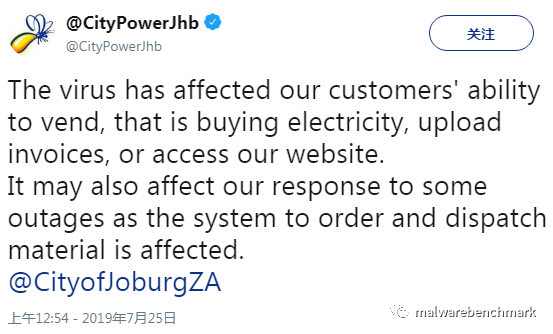 @CityPowerJhb
@CityPowerJhb
关注
The virus has affected our customers' ability
to vend, that is buying electricity, upload
invoices, or access our website.
It may also affect our response to some
outages as the system to order and dispatch
material is affected.
@CityofJoburgZA
上午12:54 - 2019年7月25日
malwarebenchmark